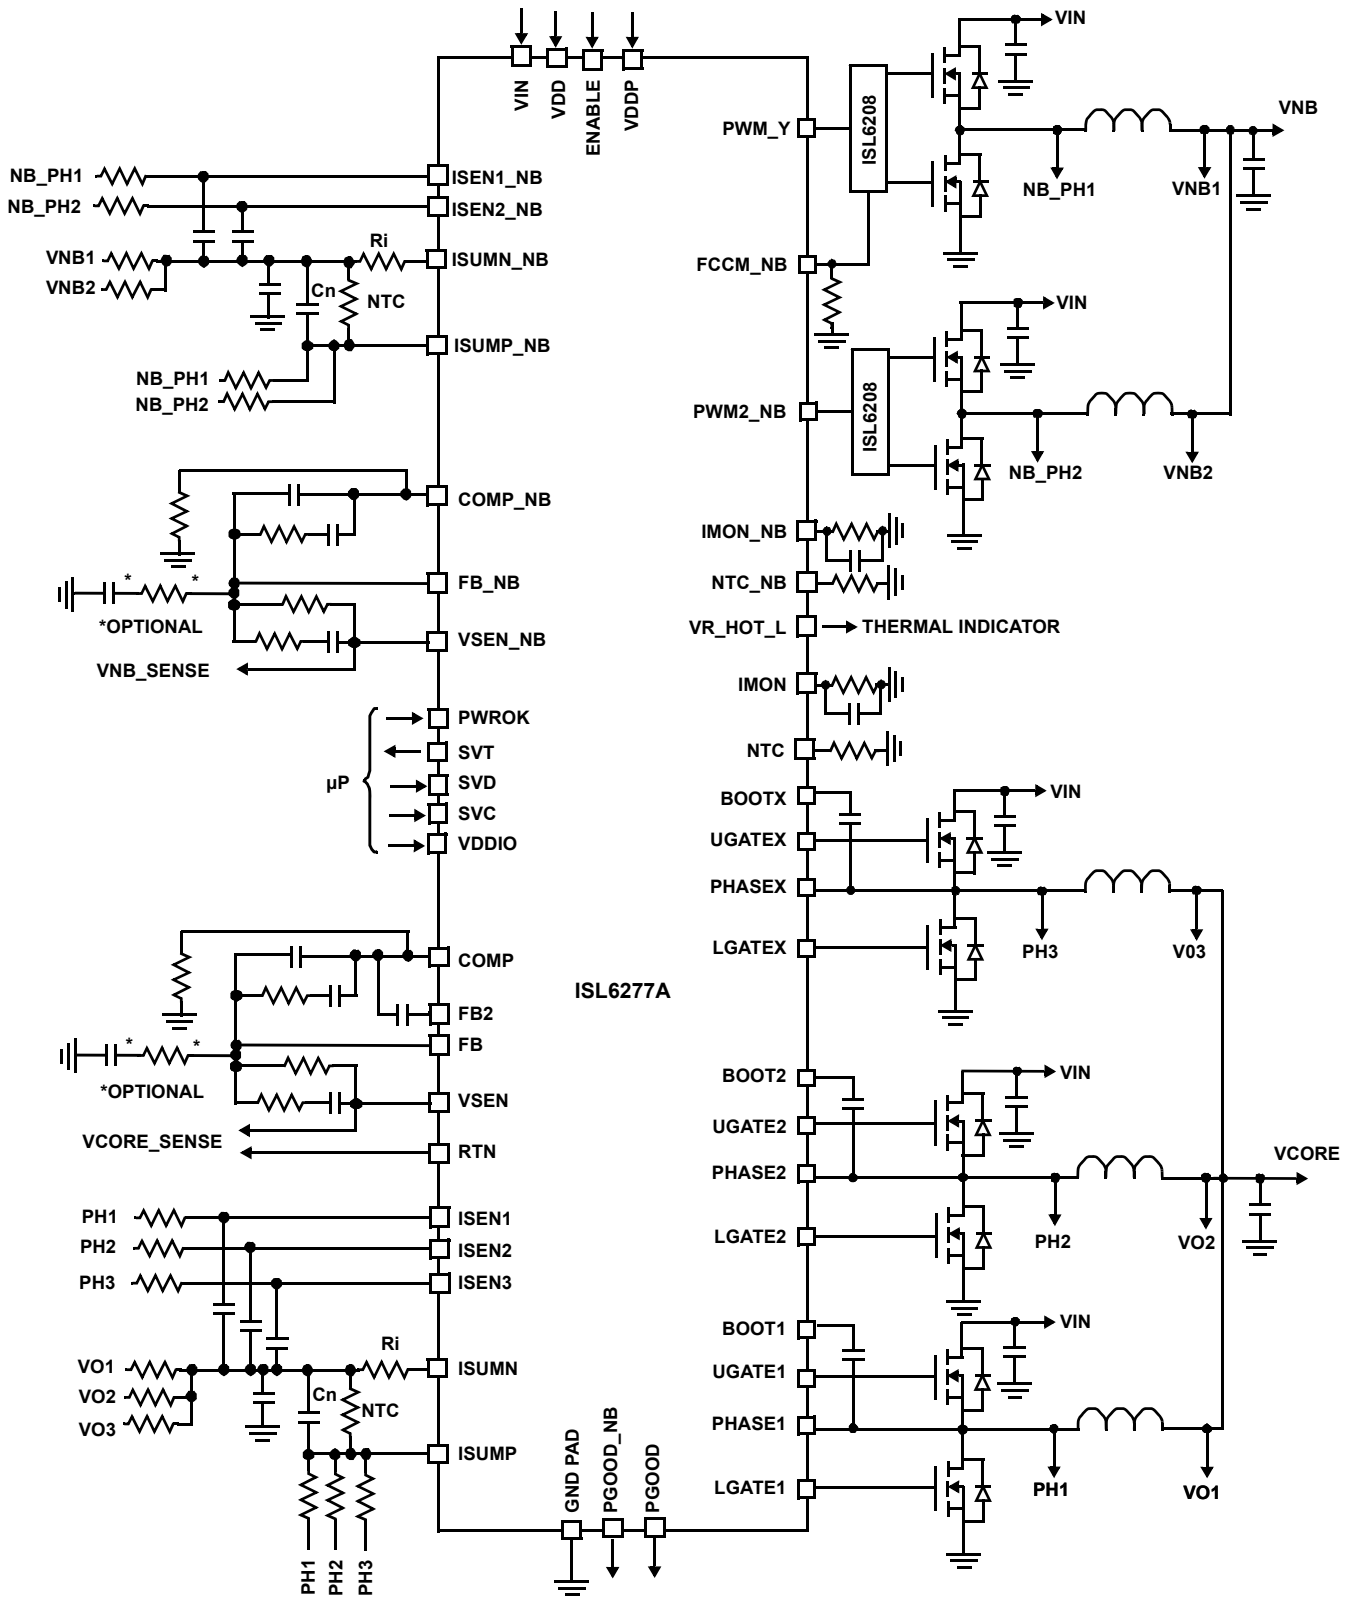 VIN
VDD
ENABLE
VDDP
NB_PH1
NB_PH2
VNB1
VNB2
Ri
Cn
NTC
NB_PH1
NB_PH2
ISEN1_NB
ISEN2_NB
ISUMN_NB
ISUMP_NB
COMP_NB
FB_NB
VSEN_NB
* *
*OPTIONAL
VNB_SENSE
µP
PWROK
SVT
SVD
SVC
VDDIO
COMP
FB2
FB
VSEN
RTN
* *
*OPTIONAL
VCORE_SENSE
PH1
PH2
PH3
ISEN1
ISEN2
ISEN3
VO1
VO2
VO3
Ri
Cn
NTC
ISUMN
ISUMP
PH1
PH2
PH3
ISL6277A
GND PAD
PGOOD_NB
PGOOD
PWM_Y
FCCM_NB
PWM2_NB
IMON_NB
NTC_NB
VR_HOT_L
THERMAL INDICATOR
IMON
NTC
BOOTX
UGATEX
PHASEX
LGATEX
BOOT2
UGATE2
PHASE2
LGATE2
BOOT1
UGATE1
PHASE1
LGATE1
ISL6208
VIN
NB_PH1
VNB1
VNB
ISL6208
VIN
NB_PH2
VNB2
VIN
PH3
V03
VIN
PH2
VO2
VCORE
VIN
PH1
VO1